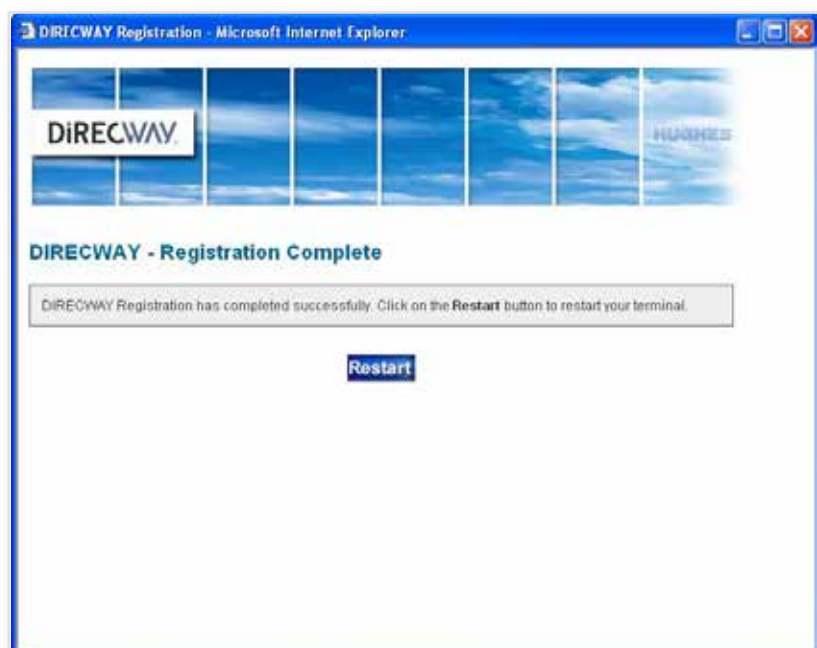 DIRECWAY Registration - Microsoft Internet Explorer
DiRECWAY
HUGHES
DIRECWAY - Registration Complete
DIRECWAY Registration has completed successfully. Click on the Restart button to restart your terminal.
Restart